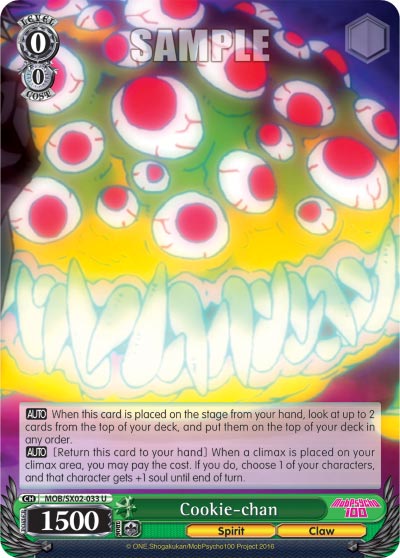 LEVEL
0
0
COST
SAMPLE
AUTO When this card is placed on the stage from your hand, look at up to 2
cards from the top of your deck, and put them on the top of your deck in
any order.
AUTO [Return this card to your hand] When a climax is placed on your
climax area, you may pay the cost. If you do, choose 1 of your characters,
and that character gets +1 soul until end of turn.
CH MOB/SX02-033 U
POWER 1500 SOUL
Cookie-chan
MobPsycho
100
Spirit Claw
© ONE,Shogakukan/MobPsycho100 Project 2016